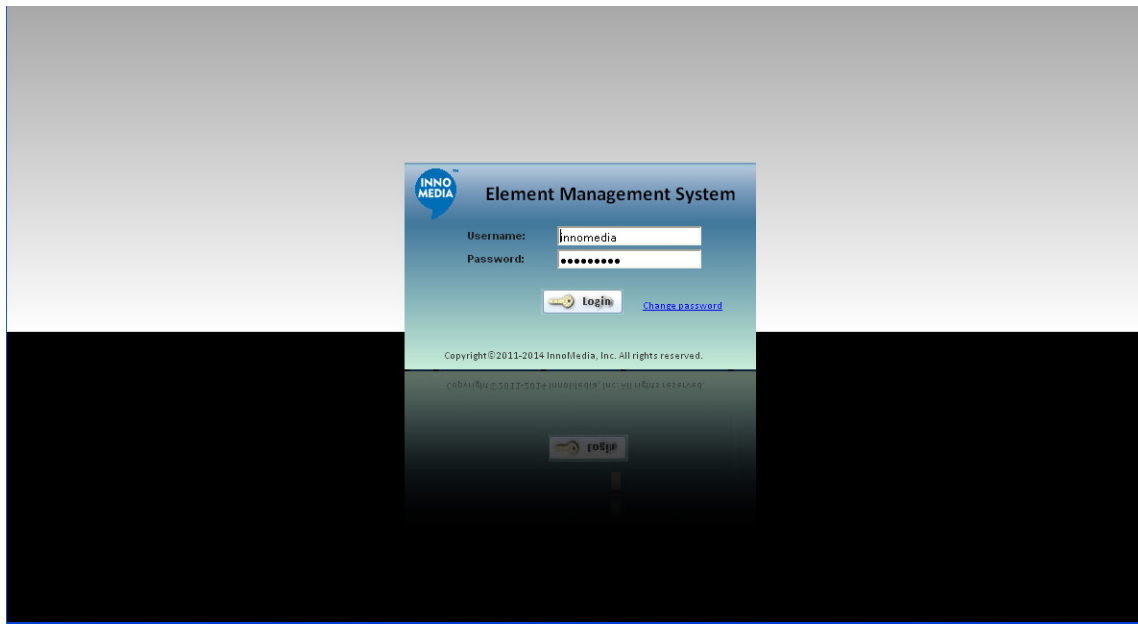 INNO
MEDIA
™
Element Management System
Username: innomedia
Password: •••••••••
Login
Change password
Copyright©2011-2014 InnoMedia, Inc. All rights reserved.